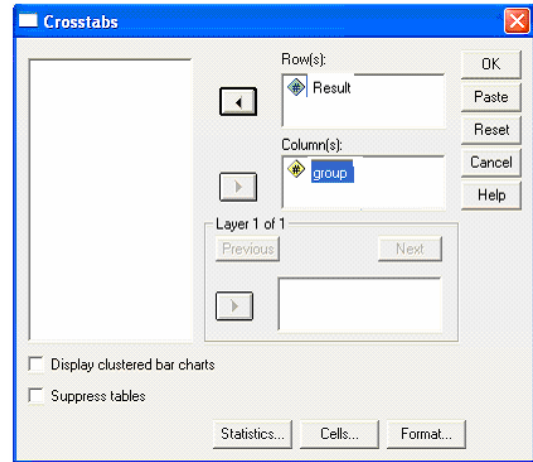 Crosstabs
Row(s):
# Result
Column(s):
# group
Layer 1 of 1
Previous
Next
OK
Paste
Reset
Cancel
Help
Display clustered bar charts
Suppress tables
Statistics...
Cells...
Format...